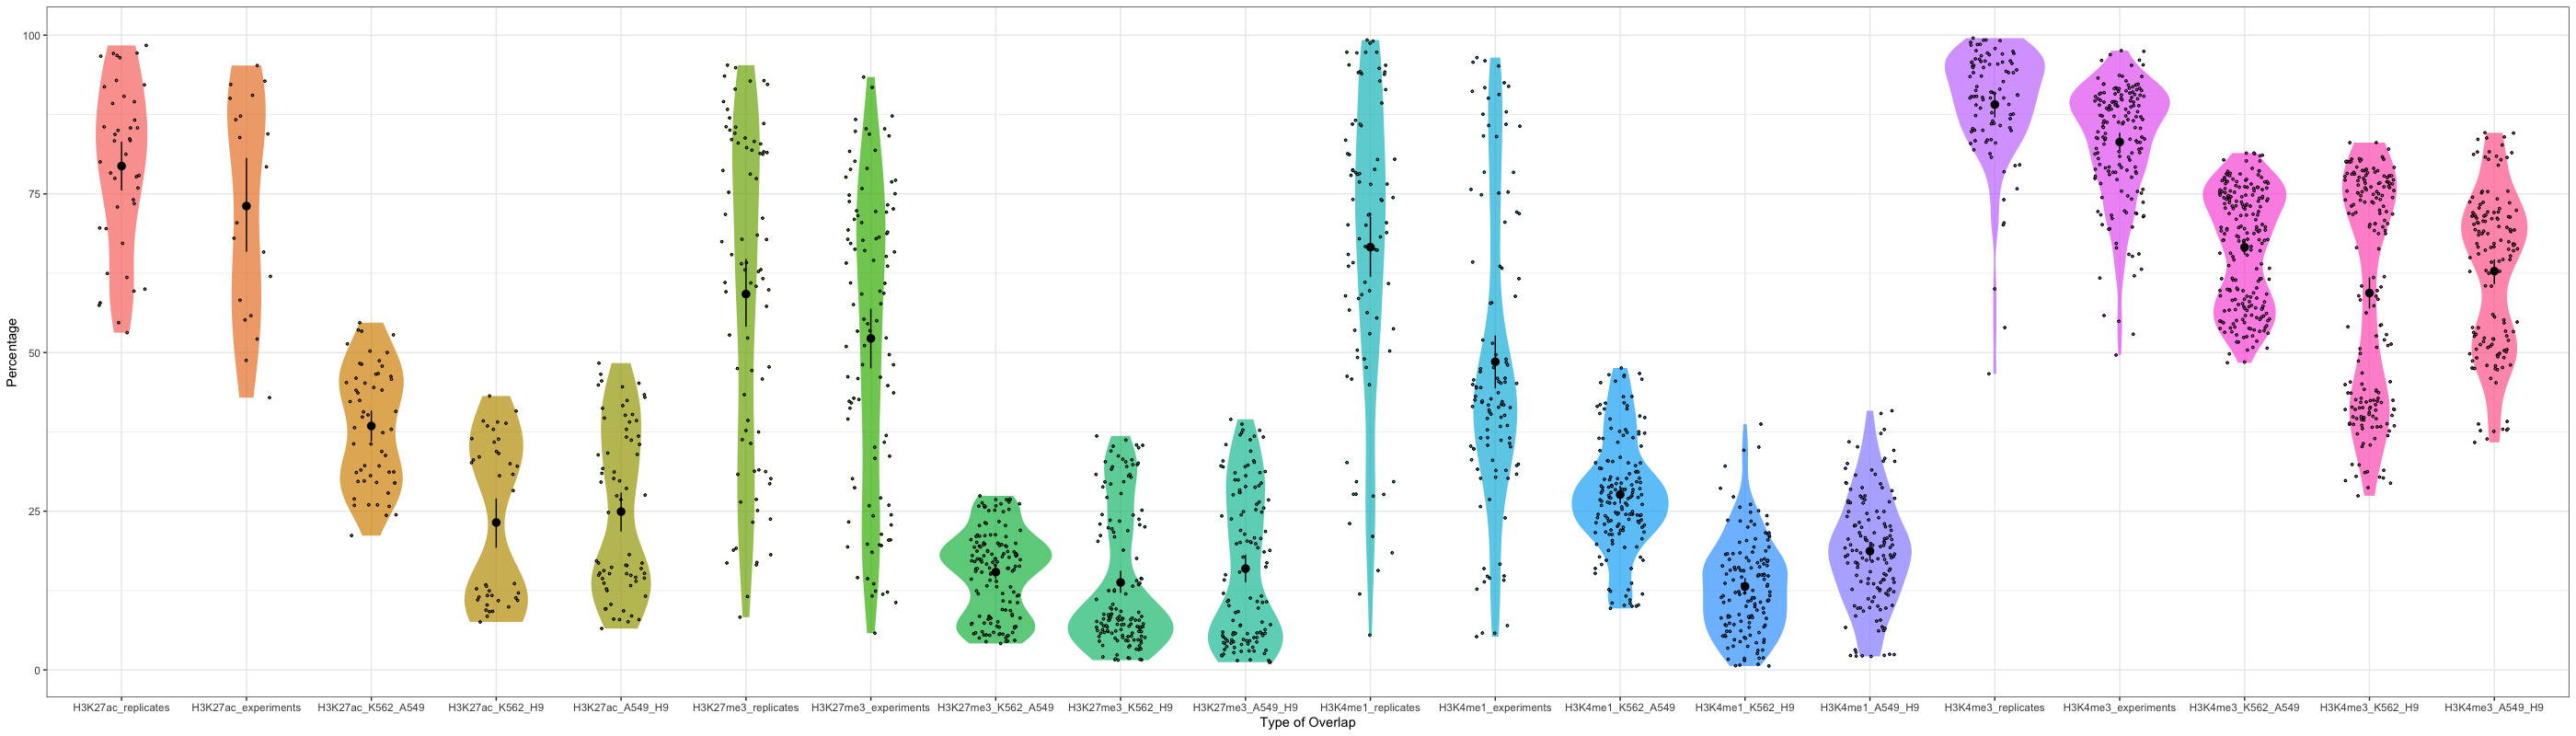 100
75
50
25
0
Percentage
H3K27ac_replicates
H3K27ac_experiments
H3K27ac_K562_A549
H3K27ac_K562_H9
H3K27ac_A549_H9
H3K27me3_replicates
H3K27me3_experiments
H3K27me3_K562_A549
H3K27me3_K562_H9
H3K27me3_A549_H9
H3K4me1_replicates
H3K4me1_experiments
H3K4me1_K562_A549
H3K4me1_K562_H9
H3K4me1_A549_H9
H3K4me3_replicates
H3K4me3_experiments
H3K4me3_K562_A549
H3K4me3_K562_H9
H3K4me3_A549_H9
Type of Overlap